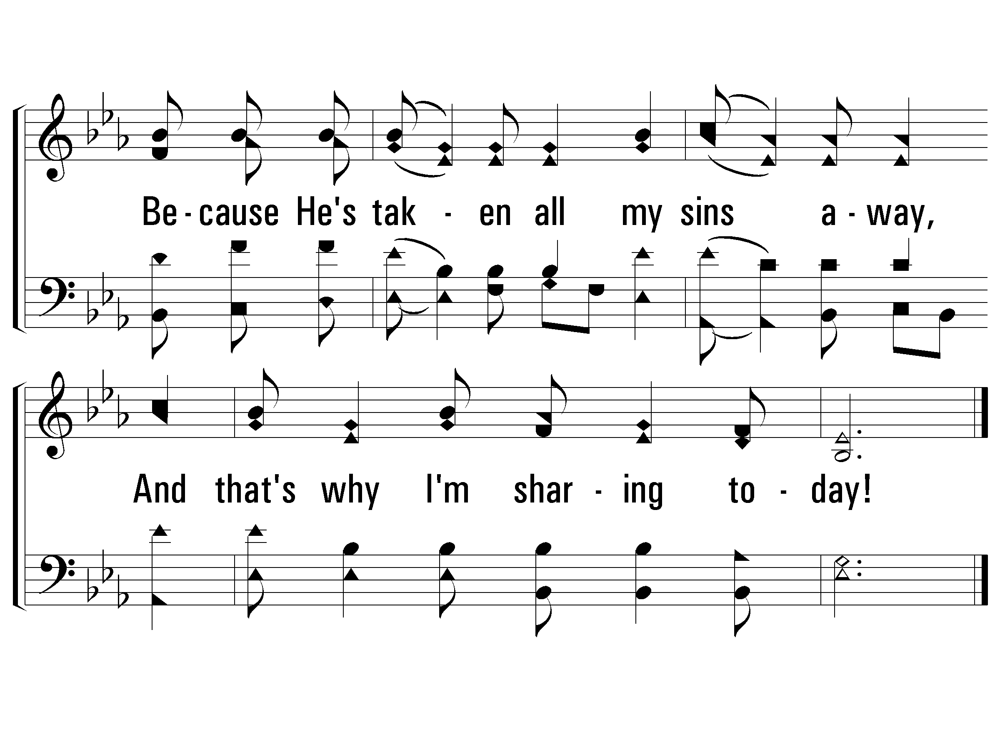 Be - cause He's tak - en all my sins a - way,
And that's why I'm shar - ing to - day!